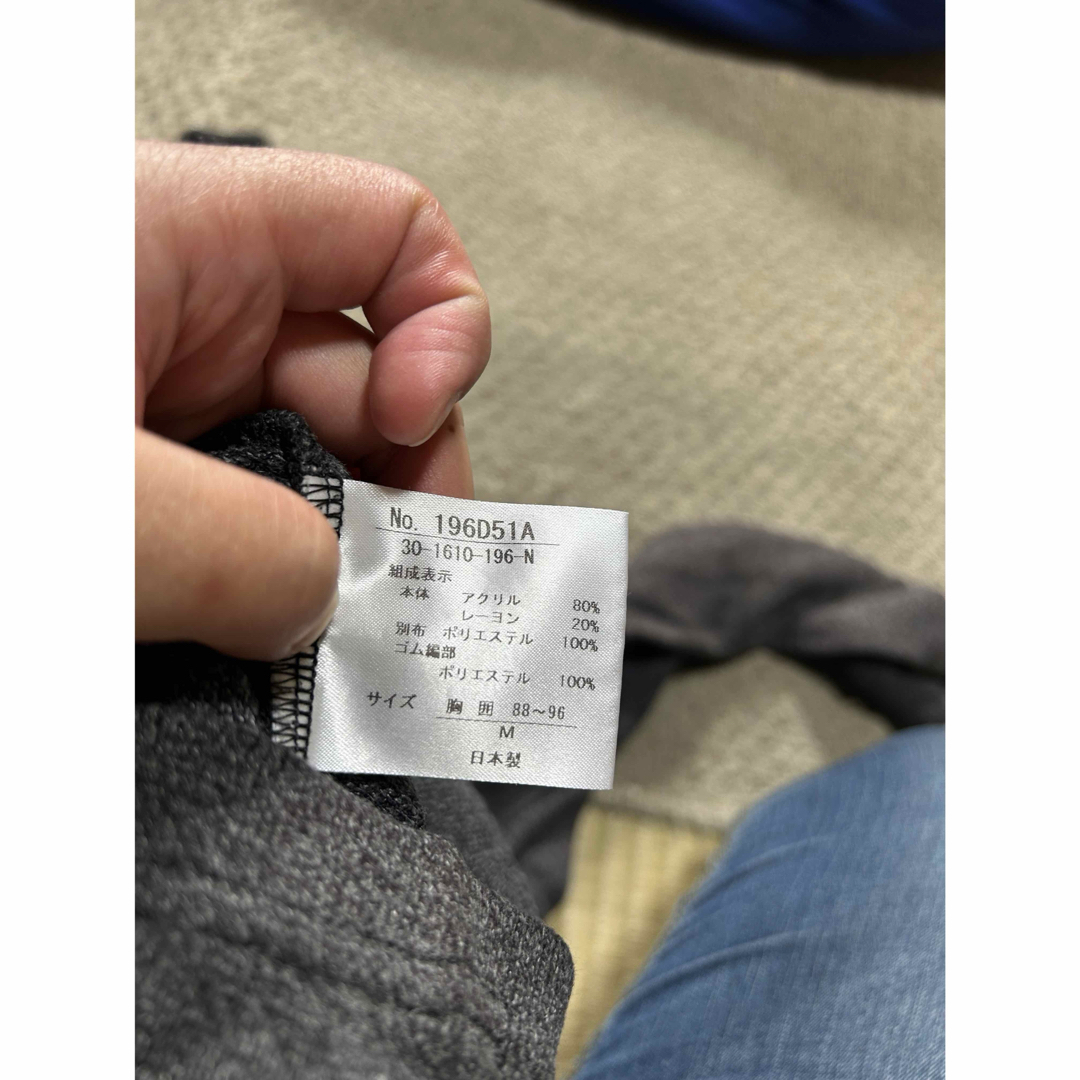 No. 196D51A
30-1610-196-N
組成表示
本体 アクリル 80%
レーヨン 20%
別布 ポリエステル 100%
ゴム編部
ポリエステル 100%
サイズ 胸囲 88〜96
M
日本製